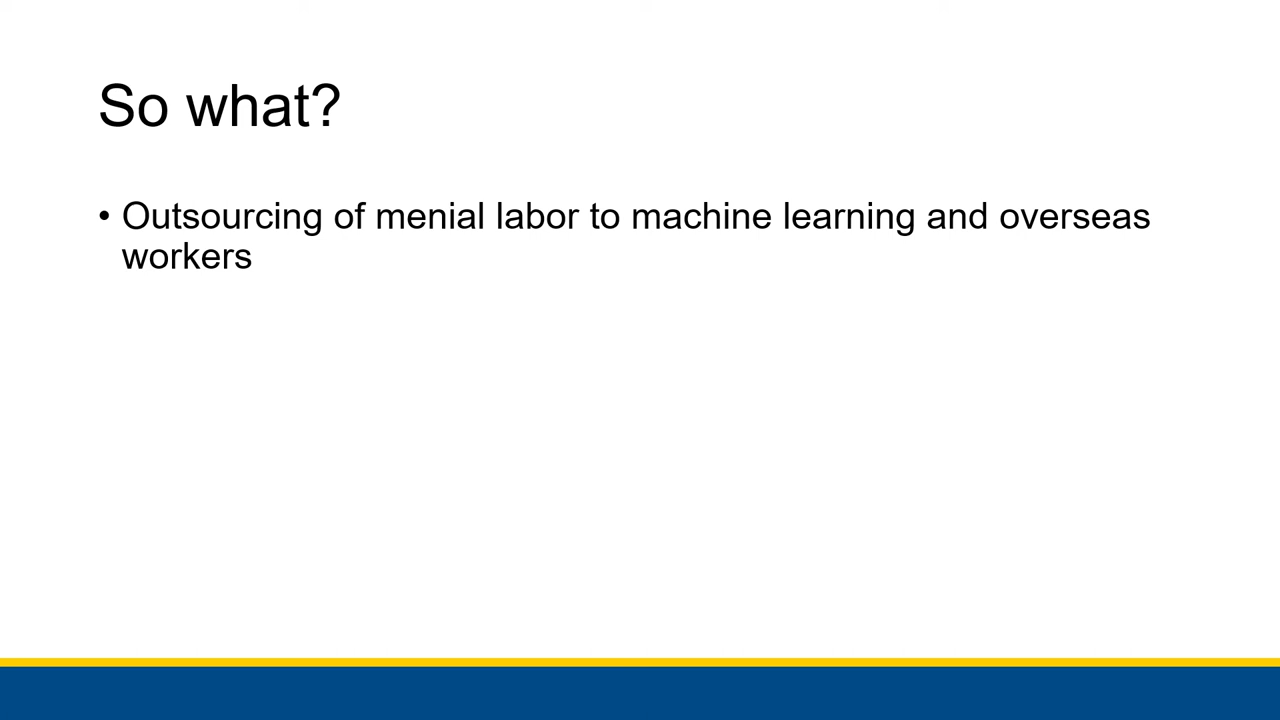 So what?
• Outsourcing of menial labor to machine learning and overseas
workers